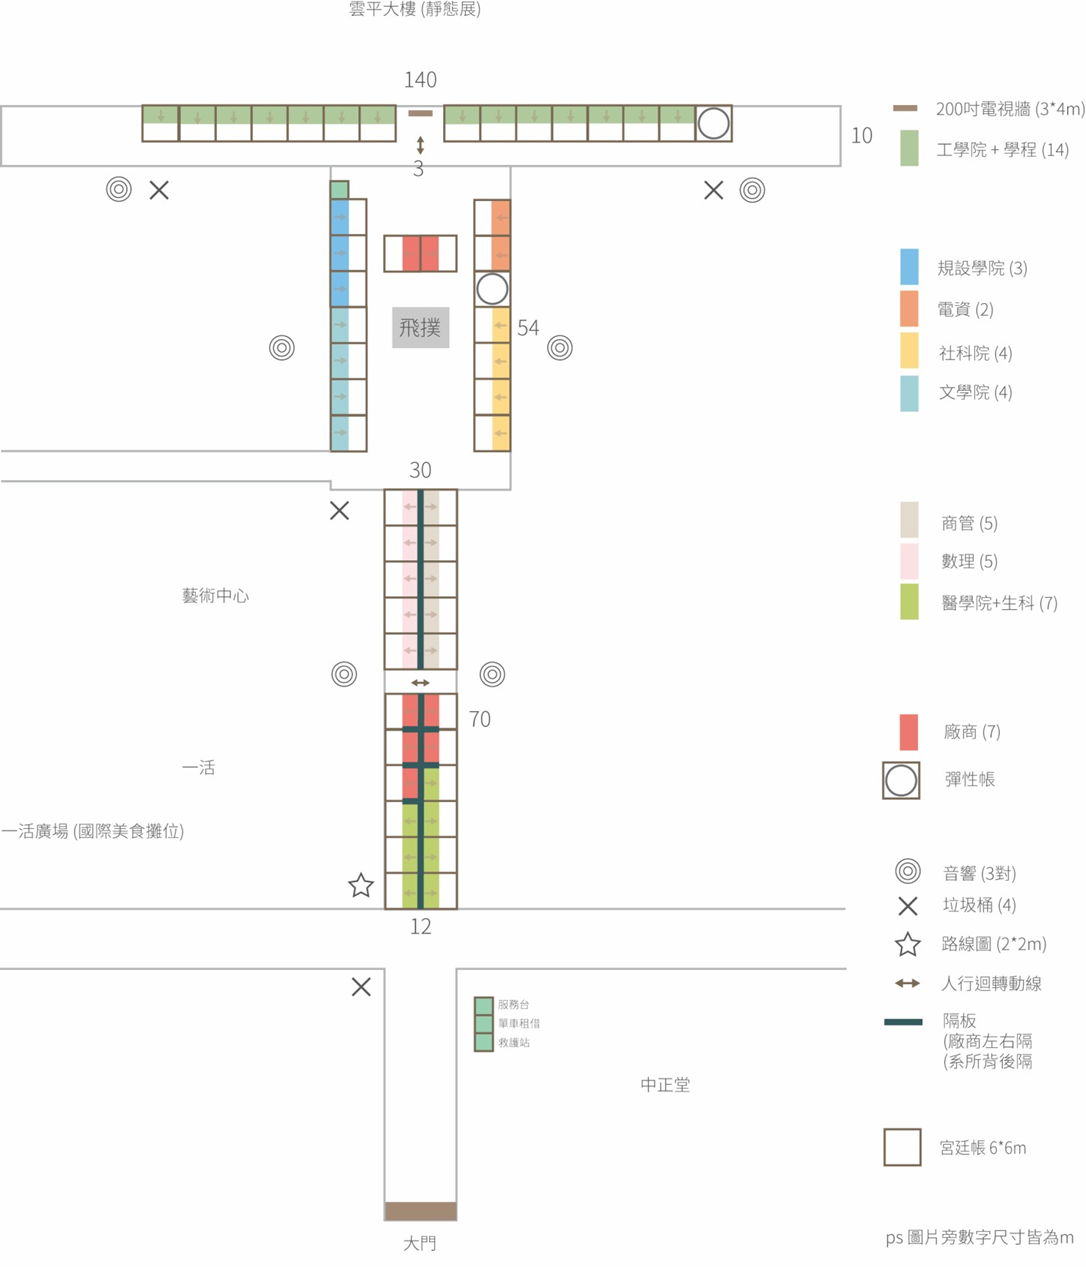 雲平大樓 (靜態展)
140
200吋電視牆 (3*4m)
10
工學院 + 學程 (14)
3
規設學院 (3)
電資 (2)
飛撲
54
社科院 (4)
文學院 (4)
30
商管 (5)
數理 (5)
藝術中心
醫學院+生科 (7)
70
廠商 (7)
一活
彈性帳
一活廣場 (國際美食攤位)
音響 (3對)
垃圾桶 (4)
12
路線圖 (2*2m)
人行迴轉動線
服務台
單車租借
救護站
隔板
(廠商左右隔
(系所背後隔
中正堂
宮廷帳 6*6m
大門
ps 圖片旁數字尺寸皆為m